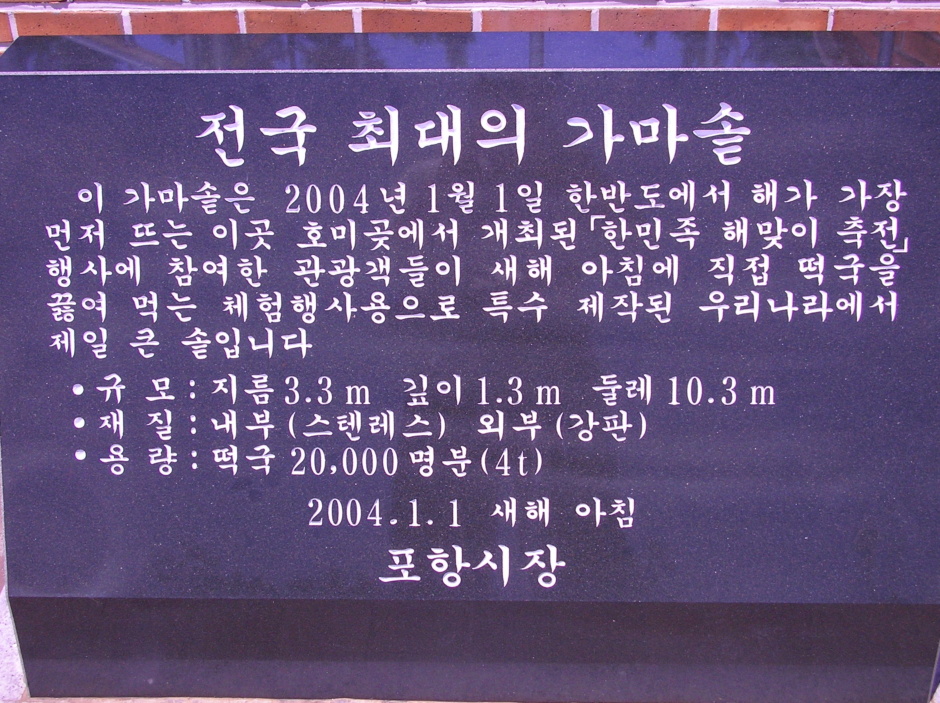 전국 최대의 가마솥
이 가마솥은 2004년 1월 1일 한반도에서 해가 가장
먼저 뜨는 이곳 호미곶에서 개최된「한민족 해맞이 축전」
행사에 참여한 관광객들이 새해 아침에 직접 떡국을
끓여 먹는 체험행사용으로 특수 제작된 우리나라에서
제일 큰 솥입니다
• 규 모 : 지름 3.3 m 깊이 1.3 m 둘레 10.3 m
• 재 질 : 내부 (스텐레스) 외부 (강판)
• 용 량 : 떡국 20,000 명분 (4t)
2004. 1. 1 새해 아침
포항시장